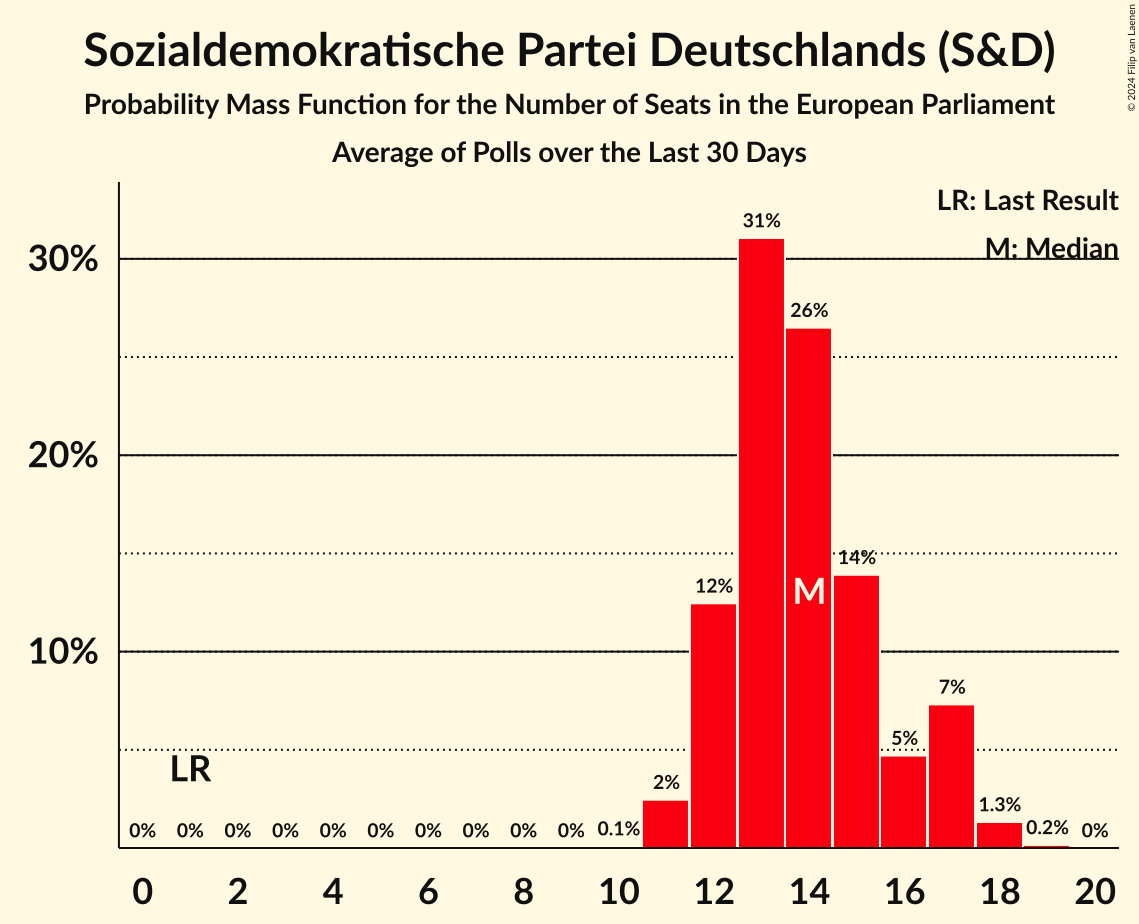 Sozialdemokratische Partei Deutschlands (S&D)
Probability Mass Function for the Number of Seats in the European Parliament
Average of Polls over the Last 30 Days
© 2024 Filip van Laenen
LR: Last Result
M: Median
30%
20%
10%
31%
26%
14%
12%
M
7%
5%
2%
1.3%
0.2%
0%
LR
0% 0% 0% 0% 0% 0% 0% 0% 0% 0% 0.1%
0 2 4 6 8 10 12 14 16 18 20